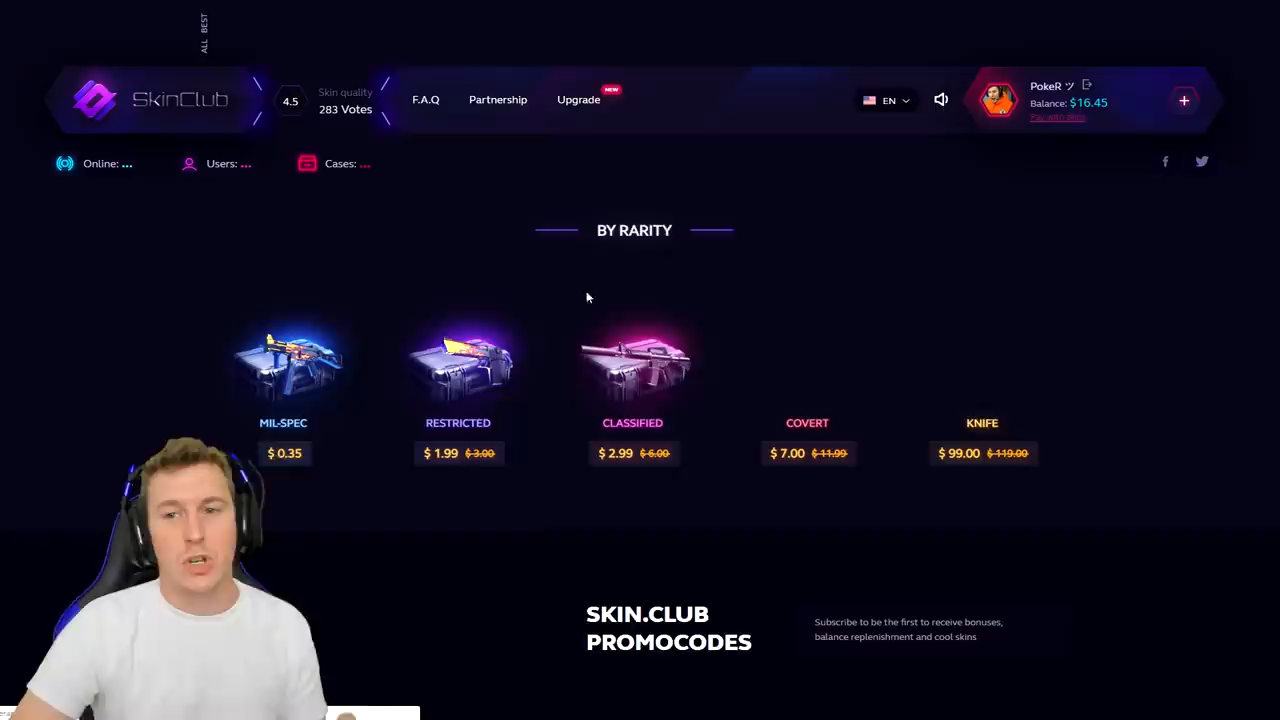 ALL BEST
SkinClub
4.5
Skin quality
283 Votes
F.A.Q
Partnership
Upgrade
NEW
EN
PokeR ツ
Balance: $16.45
Online: ...
Users: ...
Cases: ...
BY RARITY
MIL-SPEC
RESTRICTED
CLASSIFIED
COVERT
KNIFE
$ 0.35
$ 1.99 $ 3.00
$ 2.99 $ 6.00
$ 7.00 $ 11.99
$ 99.00 $ 119.00
SKIN.CLUB
PROMOCODES
Subscribe to be the first to receive bonuses,
balance replenishment and cool skins